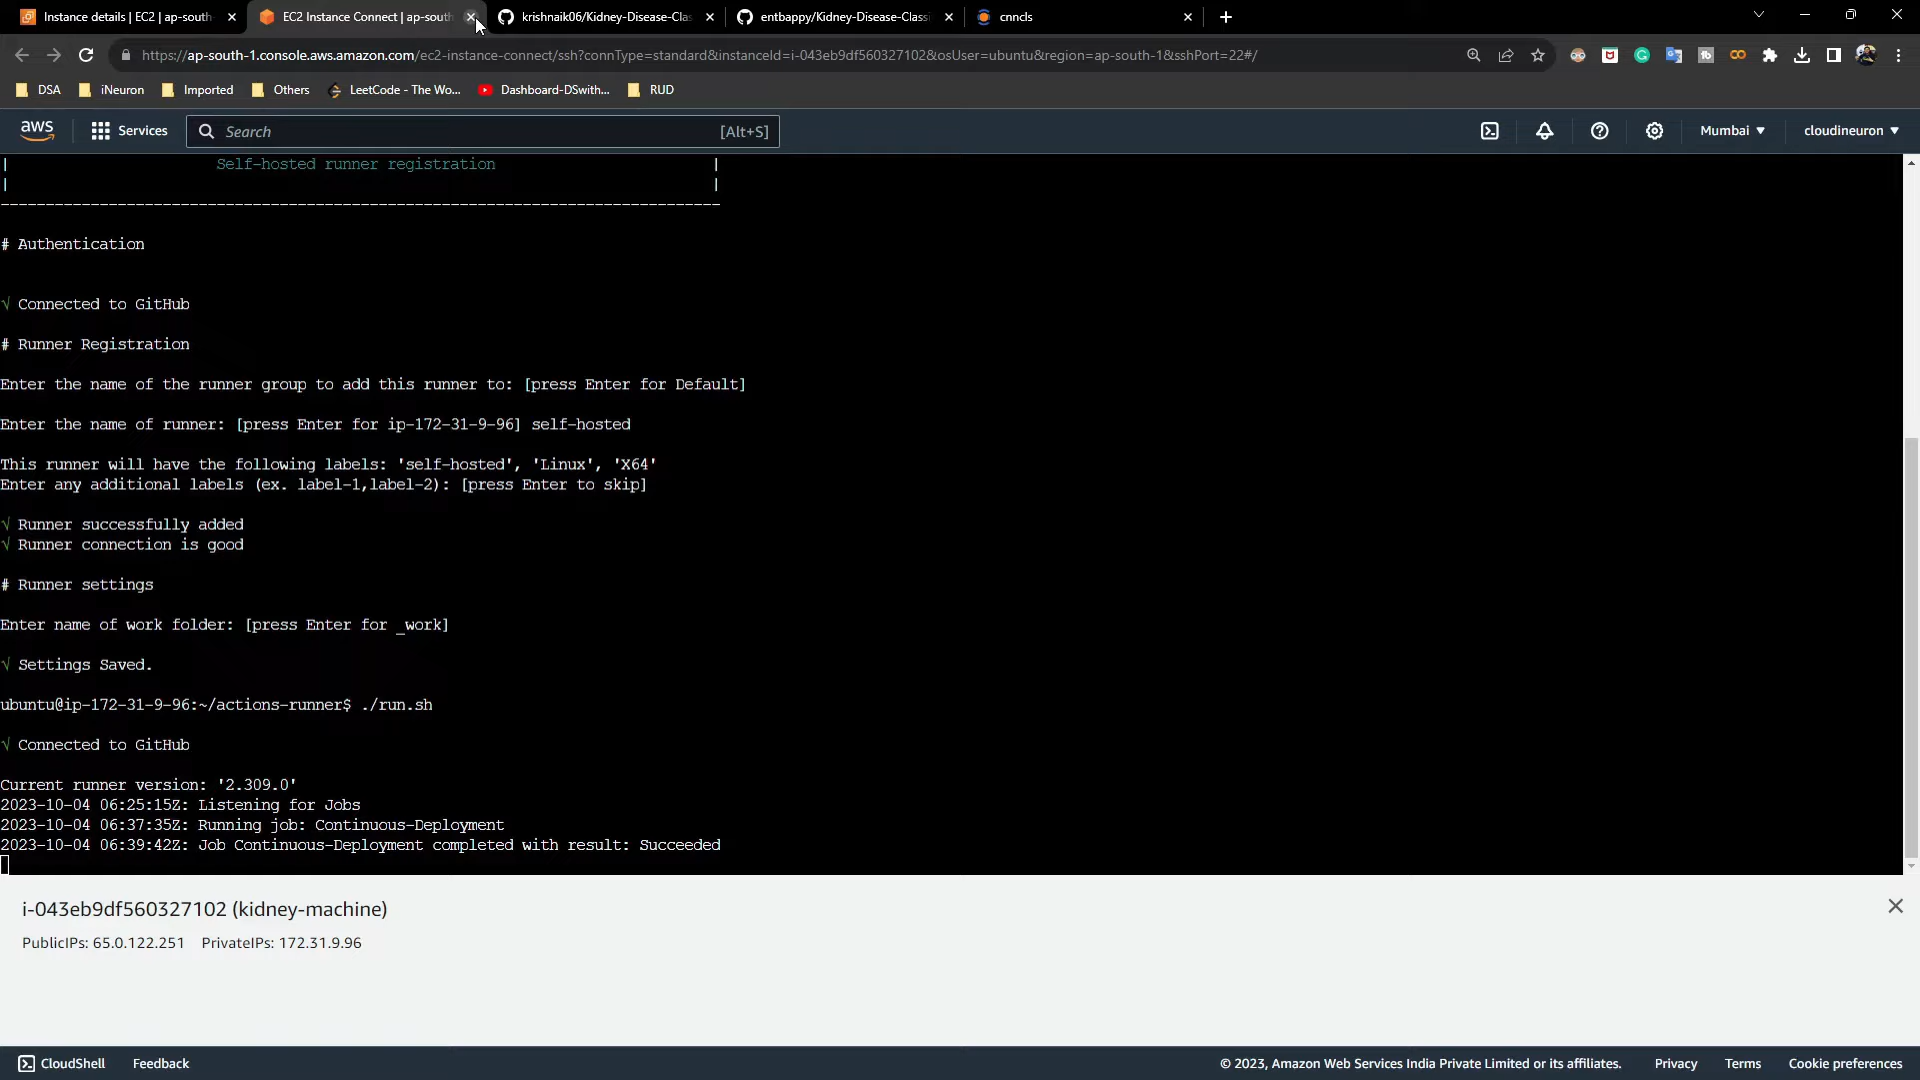 Instance details | EC2 | ap-south
EC2 Instance Connect | ap-south
krishnaik06/Kidney-Disease-Clas
entbappy/Kidney-Disease-Classi
cnncls
https://ap-south-1.console.aws.amazon.com/ec2-instance-connect/ssh?connType=standard&instanceId=i-043eb9df560327102&osUser=ubuntu&region=ap-south-1&sshPort=22#/
DSA
iNeuron
Imported
Others
LeetCode - The Wo...
Dashboard-DSwith...
RUD
aws
Services
Search
[Alt+S]
Mumbai
cloudineuron
| Self-hosted runner registration |
| |
--------------------------------------------------------------------------------
# Authentication
√ Connected to GitHub
# Runner Registration
Enter the name of the runner group to add this runner to: [press Enter for Default]
Enter the name of runner: [press Enter for ip-172-31-9-96] self-hosted
This runner will have the following labels: 'self-hosted', 'Linux', 'X64'
Enter any additional labels (ex. label-1,label-2): [press Enter to skip]
√ Runner successfully added
√ Runner connection is good
# Runner settings
Enter name of work folder: [press Enter for _work]
√ Settings Saved.
ubuntu@ip-172-31-9-96:~/actions-runner$ ./run.sh
√ Connected to GitHub
Current runner version: '2.309.0'
2023-10-04 06:25:15Z: Listening for Jobs
2023-10-04 06:37:35Z: Running job: Continuous-Deployment
2023-10-04 06:39:42Z: Job Continuous-Deployment completed with result: Succeeded
i-043eb9df560327102 (kidney-machine)
PublicIPs: 65.0.122.251 PrivateIPs: 172.31.9.96
CloudShell
Feedback
© 2023, Amazon Web Services India Private Limited or its affiliates.
Privacy
Terms
Cookie preferences